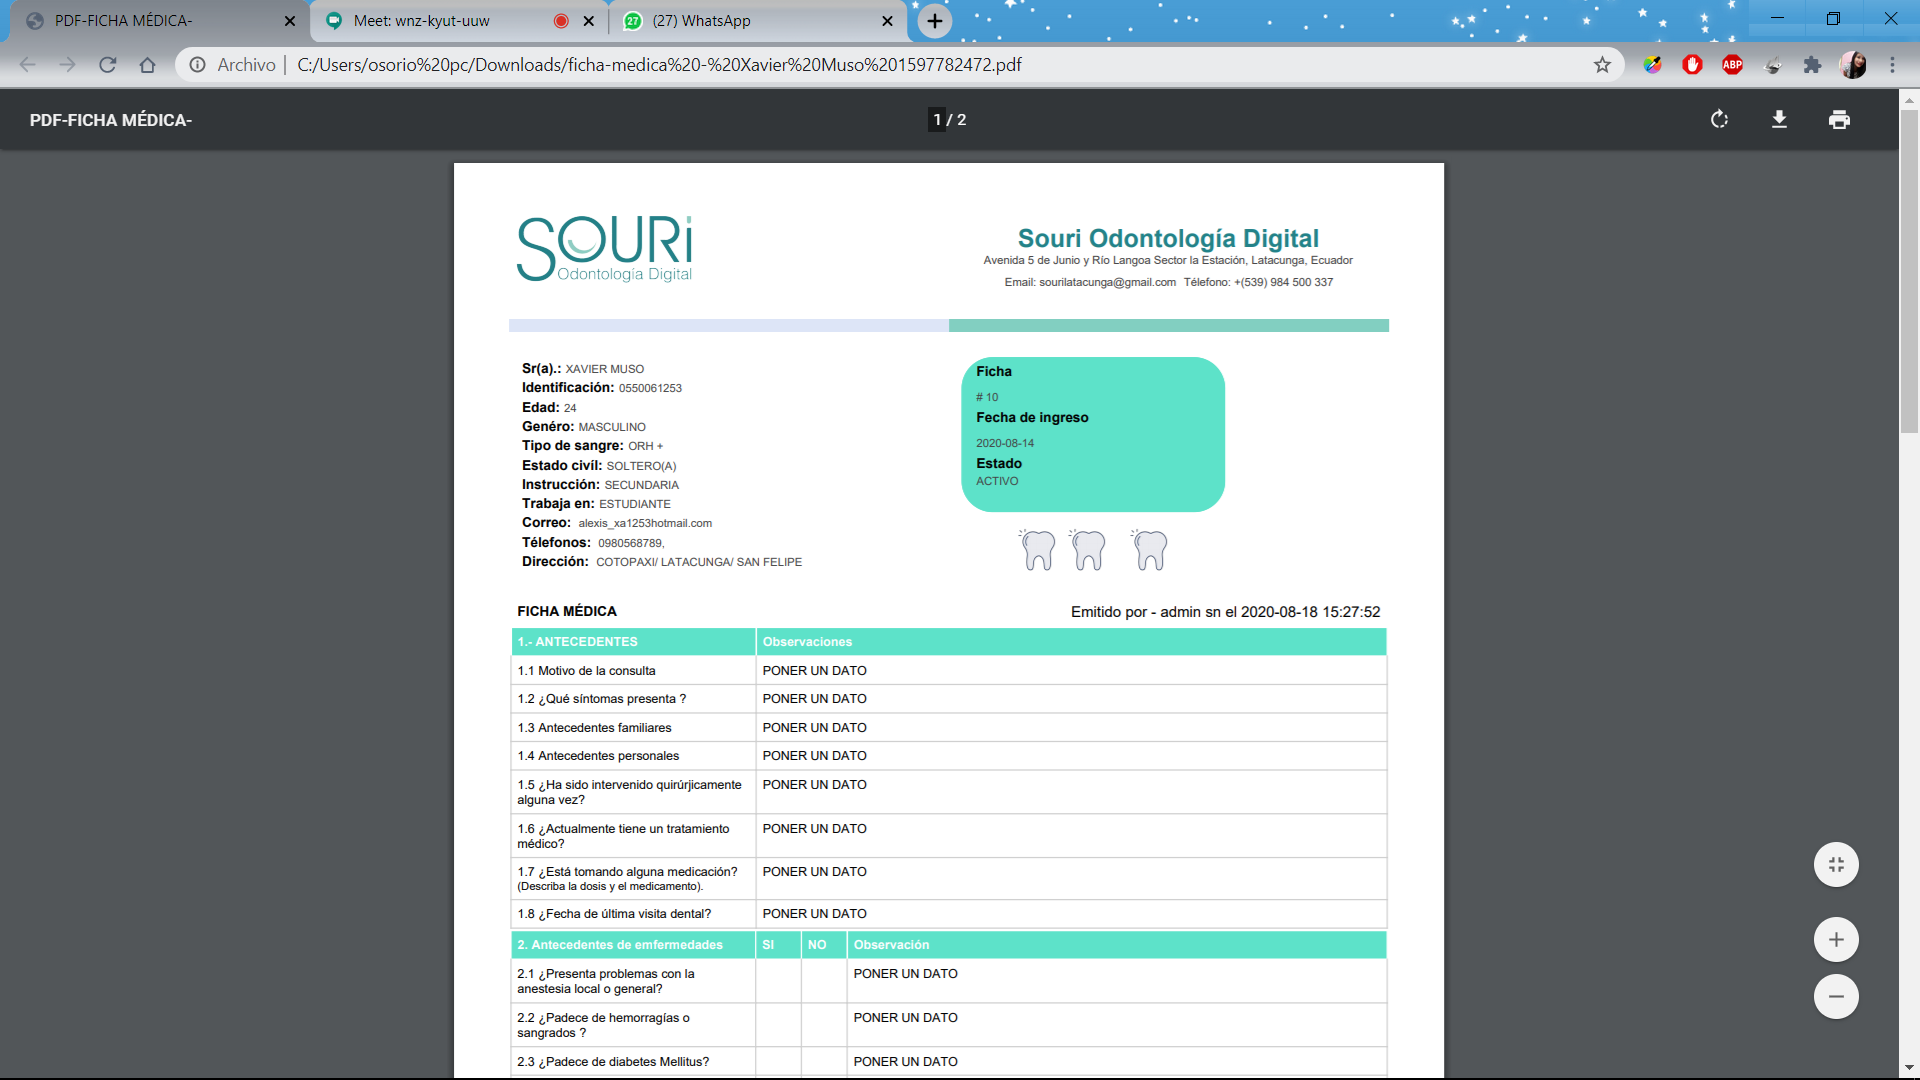 PDF-FICHA MÉDICA-
Meet: wnz-kyut-uuw
27
(27) WhatsApp
Archivo
C:/Users/osorio%20pc/Downloads/ficha-medica%20-%20Xavier%20Muso%201597782472.pdf
ABP
PDF-FICHA MÉDICA-
1 / 2
SOURi
Odontología Digital
Souri Odontología Digital
Avenida 5 de Junio y Río Langoa Sector la Estación, Latacunga, Ecuador
Email: sourilatacunga@gmail.com Télefono: +(539) 984 500 337
Sr(a).: XAVIER MUSO
Identificación: 0550061253
Edad: 24
Genéro: MASCULINO
Tipo de sangre: ORH +
Estado civíl: SOLTERO(A)
Instrucción: SECUNDARIA
Trabaja en: ESTUDIANTE
Correo: alexis_xa1253hotmail.com
Télefonos: 0980568789,
Dirección: COTOPAXI/ LATACUNGA/ SAN FELIPE
Ficha
# 10
Fecha de ingreso
2020-08-14
Estado
ACTIVO
FICHA MÉDICA
Emitido por - admin sn el 2020-08-18 15:27:52
1.- ANTECEDENTES Observaciones
1.1 Motivo de la consulta PONER UN DATO
1.2 ¿Qué síntomas presenta ? PONER UN DATO
1.3 Antecedentes familiares PONER UN DATO
1.4 Antecedentes personales PONER UN DATO
1.5 ¿Ha sido intervenido quirúrjicamente PONER UN DATO
alguna vez?
1.6 ¿Actualmente tiene un tratamiento PONER UN DATO
médico?
1.7 ¿Está tomando alguna medicación? PONER UN DATO
(Describa la dosis y el medicamento).
1.8 ¿Fecha de última visita dental? PONER UN DATO
2. Antecedentes de emfermedades SI NO Observación
2.1 ¿Presenta problemas con la PONER UN DATO
anestesia local o general?
2.2 ¿Padece de hemorragías o PONER UN DATO
sangrados ?
2.3 ¿Padece de diabetes Mellitus? PONER UN DATO